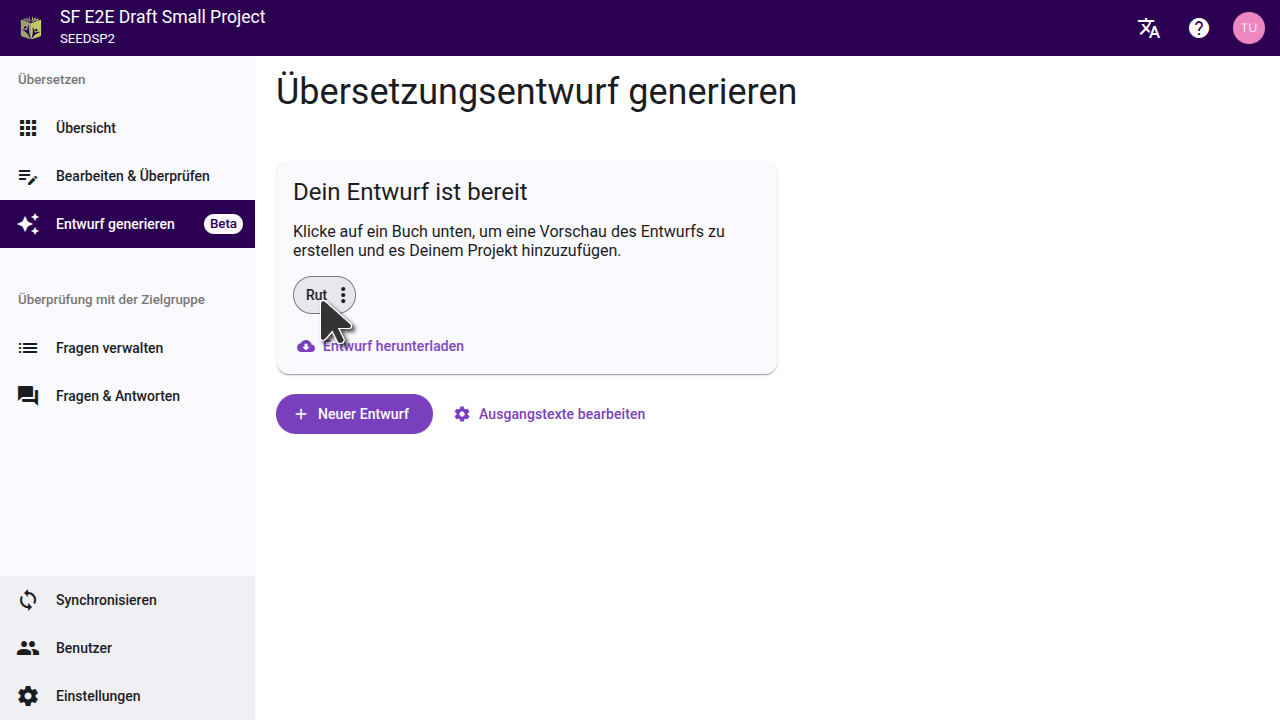 SF E2E Draft Small Project
SEEDSP2
TU
Übersetzen
Übersicht
Bearbeiten & Überprüfen
Entwurf generieren Beta
Überprüfung mit der Zielgruppe
Fragen verwalten
Fragen & Antworten
Synchronisieren
Benutzer
Einstellungen
Übersetzungsentwurf generieren
Dein Entwurf ist bereit
Klicke auf ein Buch unten, um eine Vorschau des Entwurfs zu
erstellen und es Deinem Projekt hinzuzufügen.
Rut
Entwurf herunterladen
Neuer Entwurf
Ausgangstexte bearbeiten